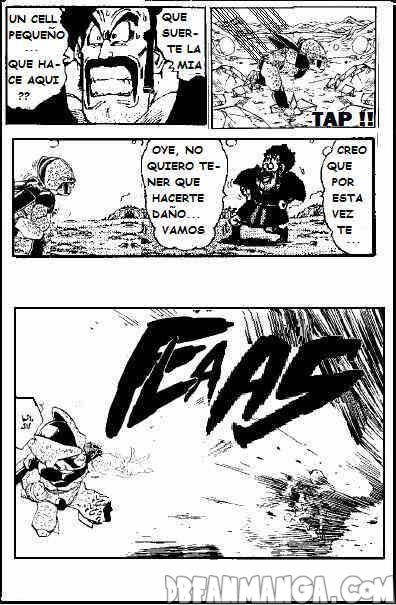 UN CELL
PEQUEÑO
...
QUE HA-
CE AQUI
??
QUE
SUER-
TE LA
MIA
TAP !!
OYE, NO
QUIERO TE-
NER QUE
HACERTE
DAÑO...
VAMOS
CREO
QUE
POR
ESTA
VEZ
TE ...
FLAAS
DBFANMANGA.COM